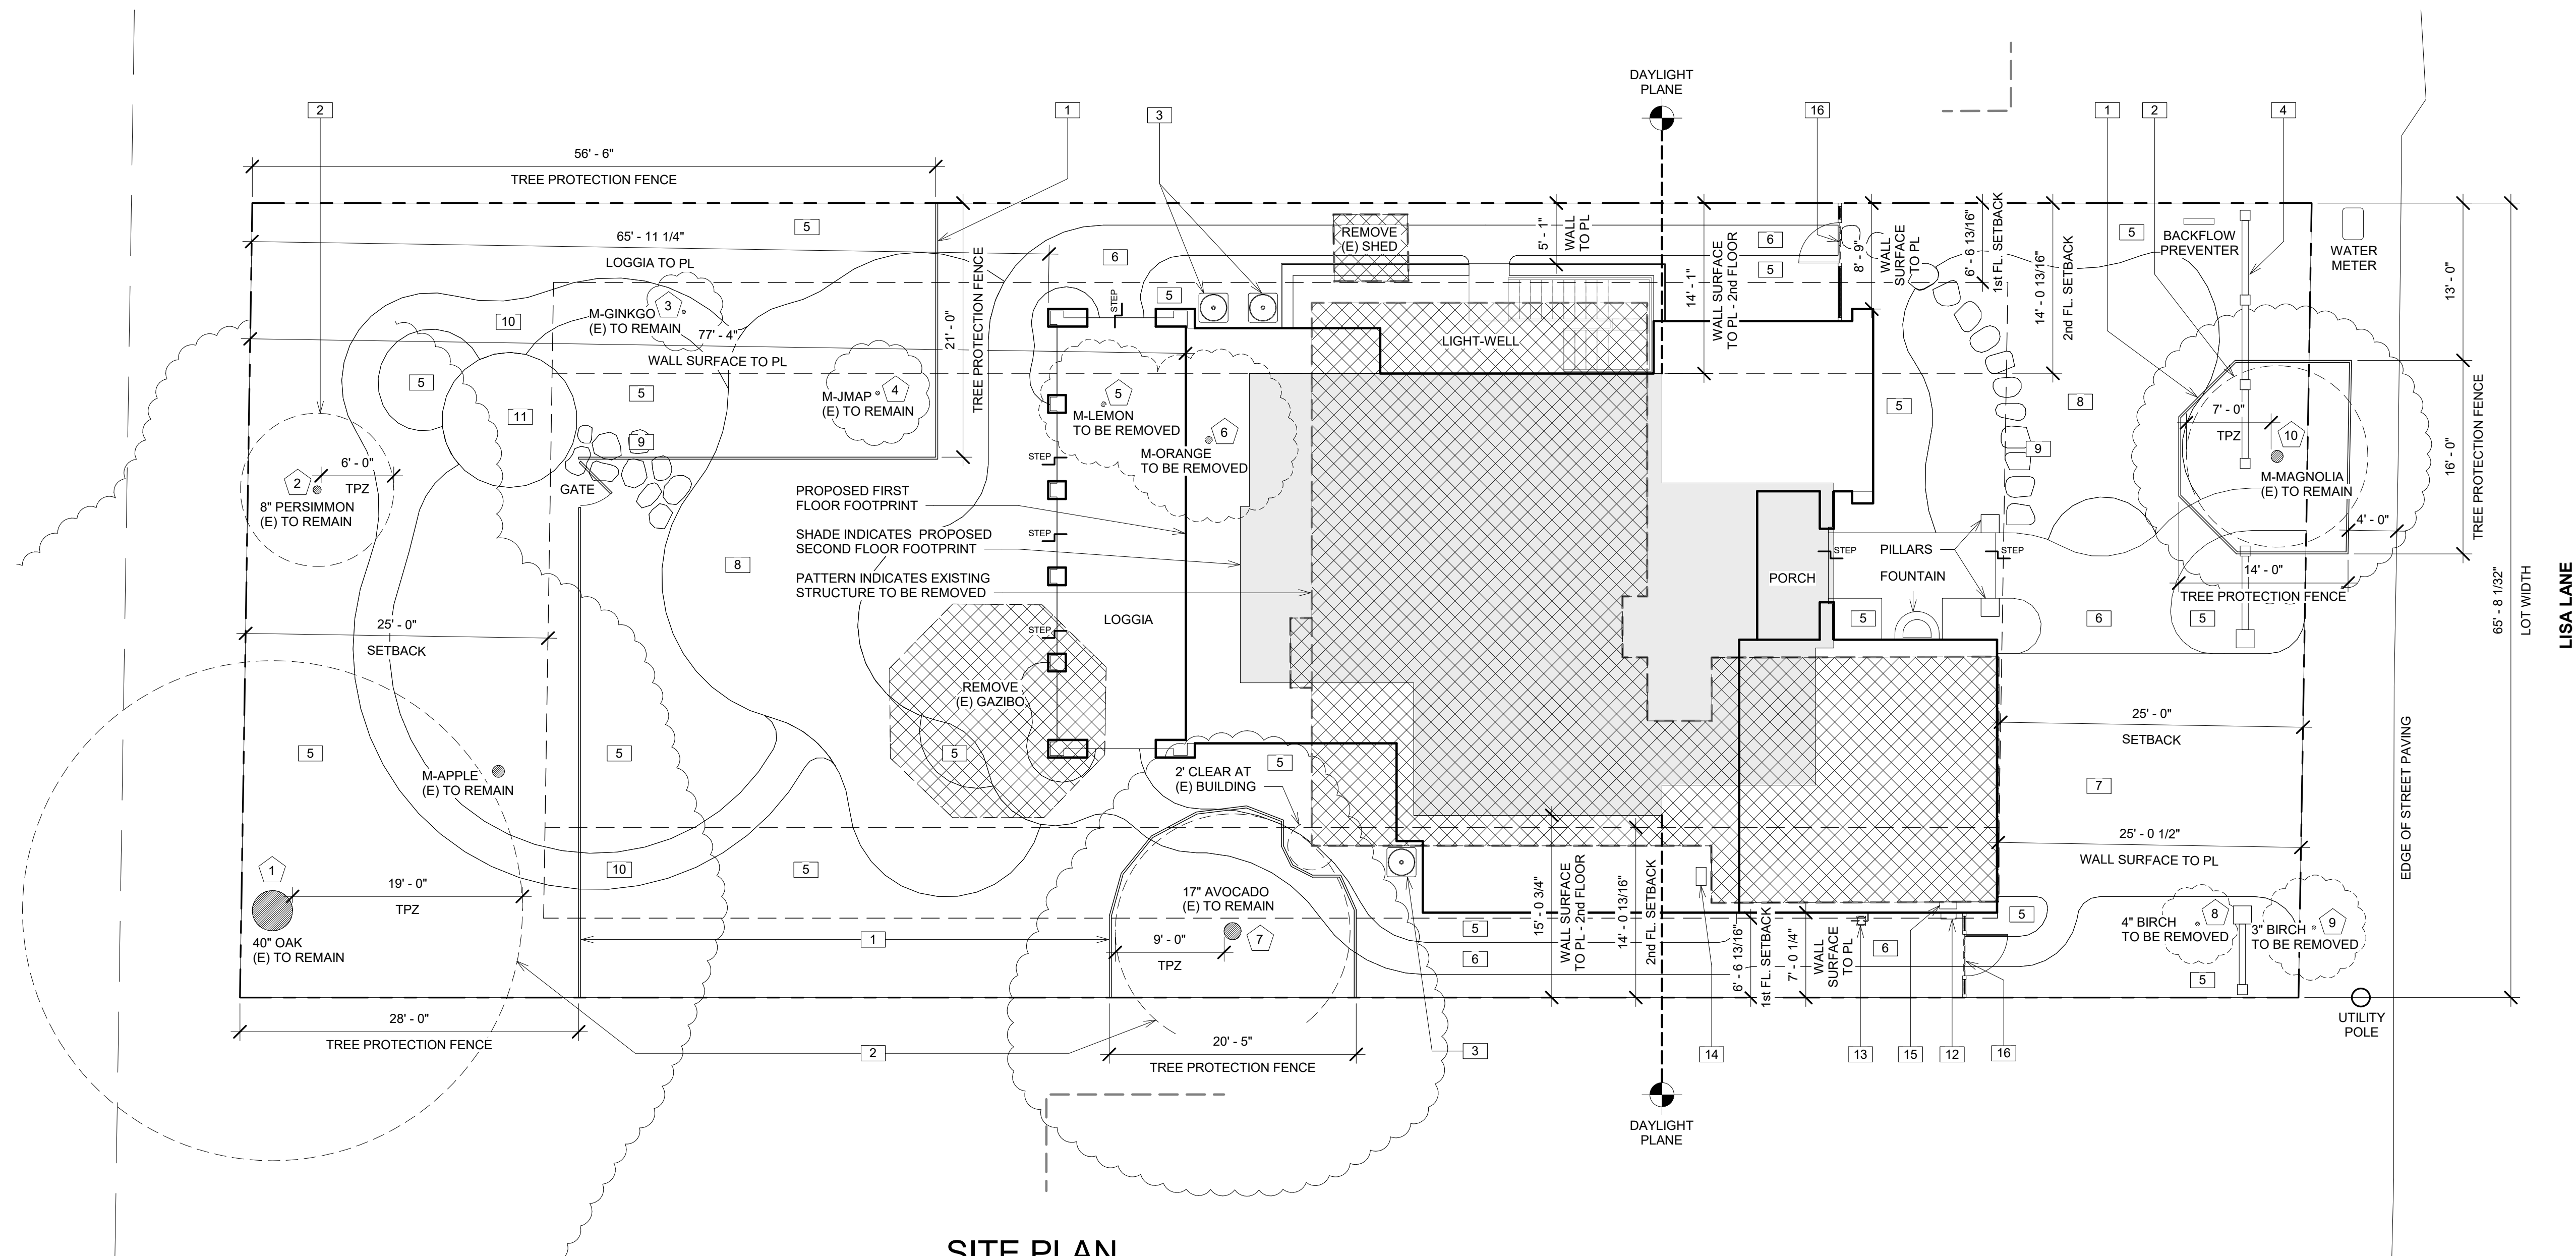 DAYLIGHT
PLANE
2
1
3
16
1
2
4
56' - 6"
TREE PROTECTION FENCE
5
65' - 11 1/4"
LOGGIA TO PL
6
REMOVE
(E) SHED
5' - 1"
WALL
TO PL
14' - 1"
WALL SURFACE
TO PL - 2nd FLOOR
6
5
8' - 9"
WALL
SURFACE
TO PL
6' - 6 13/16"
1st FL. SETBACK
14' - 0 13/16"
2nd FL. SETBACK
5
BACKFLOW
PREVENTER
WATER
METER
13' - 0"
10
3
M-GINKGO
(E) TO REMAIN
77' - 4"
WALL SURFACE TO PL
21' - 0"
TREE PROTECTION FENCE
STEP
5
LIGHT-WELL
5
5
4
M-JMAP
(E) TO REMAIN
5
M-LEMON
TO BE REMOVED
6
M-ORANGE
TO BE REMOVED
5
8
7' - 0"
TPZ
10
M-MAGNOLIA
(E) TO REMAIN
16' - 0"
TREE PROTECTION FENCE
4' - 0"
11
9
9
2
6' - 0"
TPZ
8" PERSIMMON
(E) TO REMAIN
GATE
STEP
PROPOSED FIRST
FLOOR FOOTPRINT
SHADE INDICATES PROPOSED
SECOND FLOOR FOOTPRINT
PATTERN INDICATES EXISTING
STRUCTURE TO BE REMOVED
STEP
8
LOGGIA
STEP
PORCH
STEP
PILLARS
FOUNTAIN
STEP
14' - 0"
TREE PROTECTION FENCE
5
6
5
65' - 8 1/32"
LOT WIDTH
LISA LANE
25' - 0"
SETBACK
REMOVE
(E) GAZIBO
5
25' - 0"
SETBACK
EDGE OF STREET PAVING
5
5
M-APPLE
(E) TO REMAIN
2' CLEAR AT
(E) BUILDING
5
7
25' - 0 1/2"
WALL SURFACE TO PL
1
19' - 0"
TPZ
40" OAK
(E) TO REMAIN
10
5
17" AVOCADO
(E) TO REMAIN
9' - 0"
TPZ
7
1
5
6
15' - 0 3/4"
WALL SURFACE
TO PL - 2nd FLOOR
14' - 0 13/16"
2nd FL. SETBACK
6' - 6 13/16"
1st FL. SETBACK
7' - 0 1/4"
WALL
SURFACE
TO PL
6
5
4" BIRCH
TO BE REMOVED
8
3" BIRCH
TO BE REMOVED
9
5
28' - 0"
TREE PROTECTION FENCE
2
20' - 5"
TREE PROTECTION FENCE
3
14
13
15
12
16
UTILITY
POLE
DAYLIGHT
PLANE
SITE PLAN